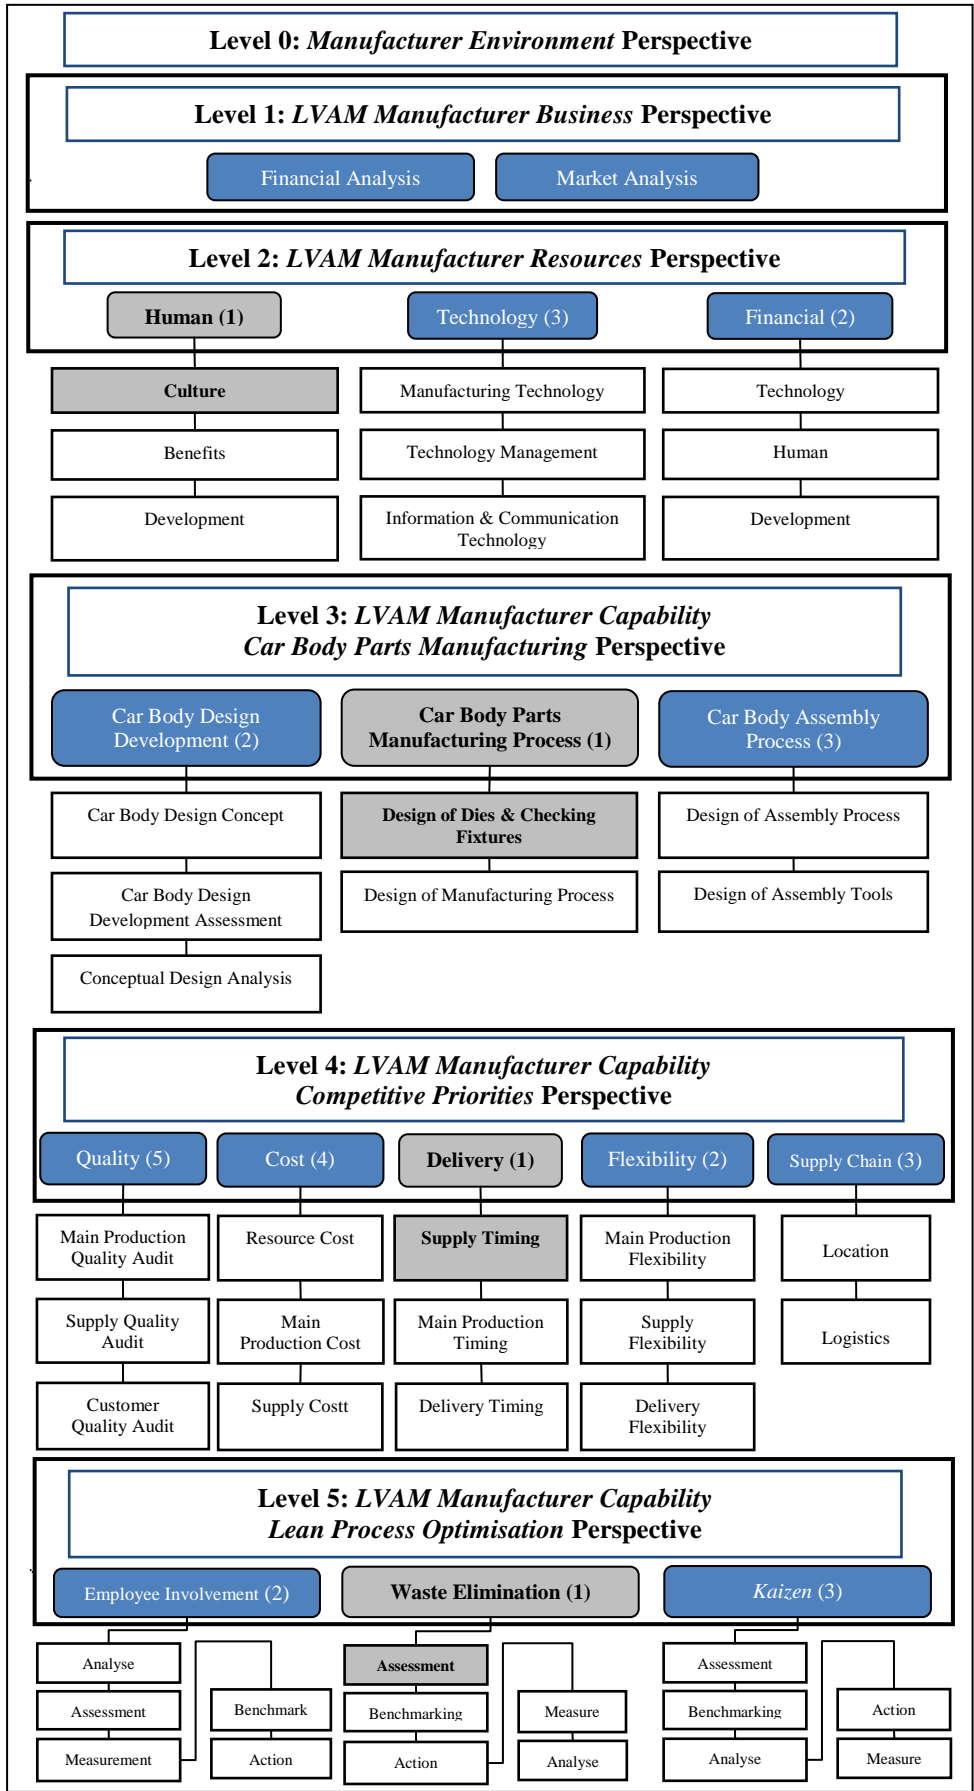 Level 0: Manufacturer Environment Perspective
Level 1: LVAM Manufacturer Business Perspective
Financial Analysis
Market Analysis
Level 2: LVAM Manufacturer Resources Perspective
Human (1)
Technology (3)
Financial (2)
Culture
Manufacturing Technology
Technology
Benefits
Technology Management
Human
Development
Information & Communication
Technology
Development
Level 3: LVAM Manufacturer Capability
Car Body Parts Manufacturing Perspective
Car Body Design
Development (2)
Car Body Parts
Manufacturing Process (1)
Car Body Assembly
Process (3)
Car Body Design Concept
Design of Dies & Checking
Fixtures
Design of Assembly Process
Car Body Design
Development Assessment
Design of Manufacturing Process
Design of Assembly Tools
Conceptual Design Analysis
Level 4: LVAM Manufacturer Capability
Competitive Priorities Perspective
Quality (5)
Cost (4)
Delivery (1)
Flexibility (2)
Supply Chain (3)
Main Production
Quality Audit
Resource Cost
Supply Timing
Main Production
Flexibility
Location
Supply Quality
Audit
Main
Production Cost
Main Production
Timing
Supply
Flexibility
Logistics
Customer
Quality Audit
Supply Costt
Delivery Timing
Delivery
Flexibility
Level 5: LVAM Manufacturer Capability
Lean Process Optimisation Perspective
Employee Involvement (2)
Waste Elimination (1)
Kaizen (3)
Analyse
Assessment
Measurement
Benchmark
Action
Assessment
Benchmarking
Action
Measure
Analyse
Assessment
Benchmarking
Analyse
Action
Measure